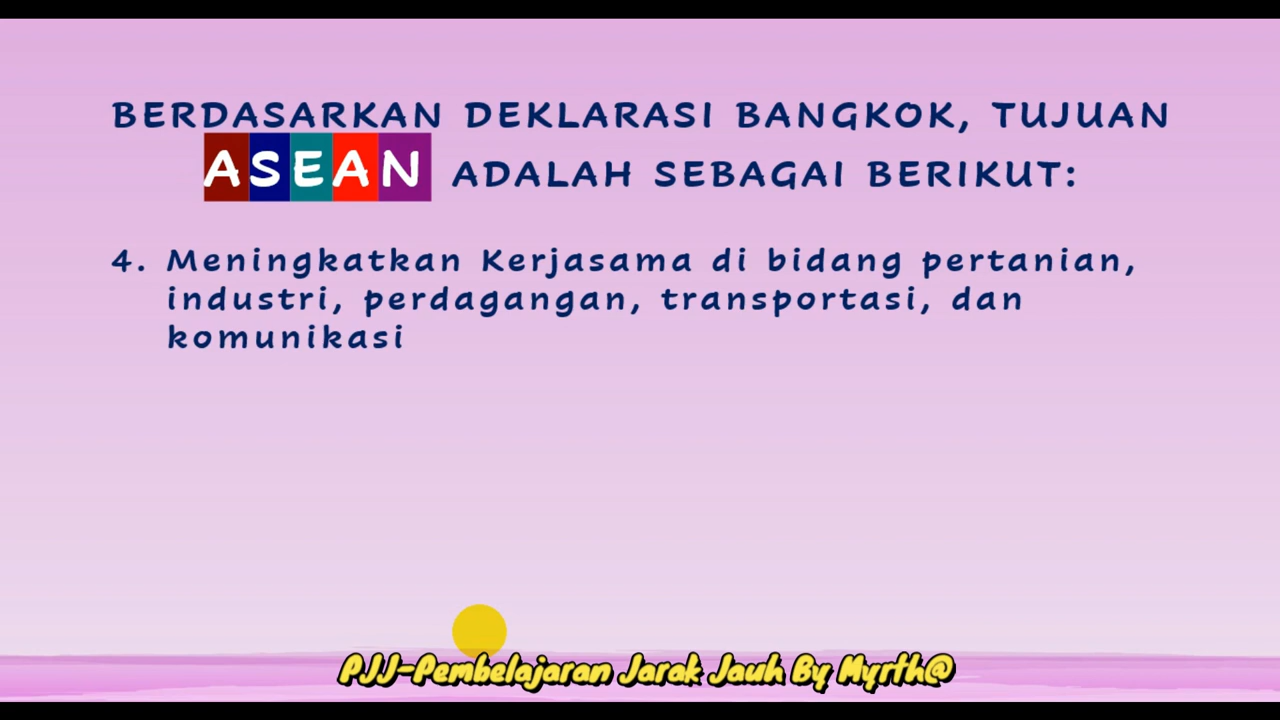 BERDASARKAN DEKLARASI BANGKOK, TUJUAN
ASEAN ADALAH SEBAGAI BERIKUT:
4. Meningkatkan Kerjasama di bidang pertanian,
industri, perdagangan, transportasi, dan
komunikasi
PJJ-Pembelajaran Jarak Jauh By Myrth@